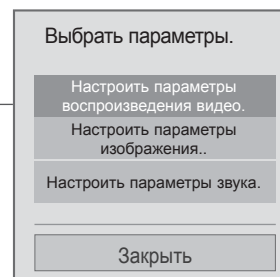 Выбрать параметры.
Настроить параметры
воспроизведения видео.
Настроить параметры
изображения..
Настроить параметры звука.
Закрыть